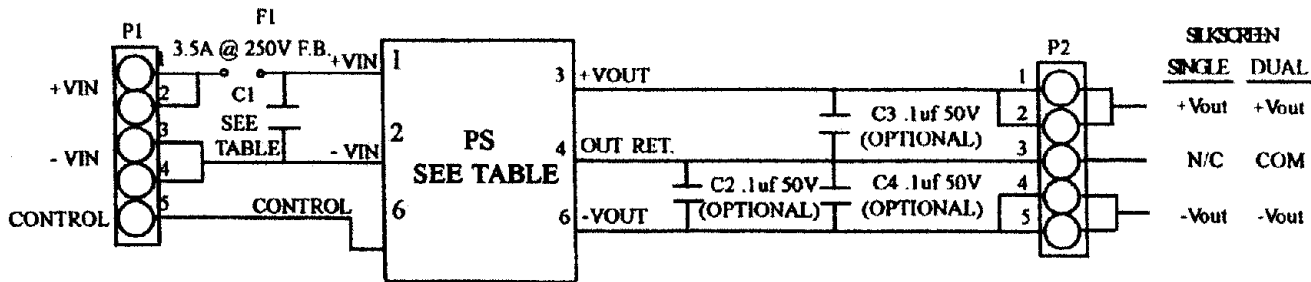 F1
P1
3.5A @ 250V F.B.
+VIN
1
2
3
4
5
+VIN
- VIN
CONTROL
C1
SEE
TABLE
- VIN
CONTROL
1
2
6
PS
SEE TABLE
3
4
6
+VOUT
OUT RET.
-VOUT
C3 .1uf 50V
(OPTIONAL)
C2 .1uf 50V
(OPTIONAL)
C4 .1uf 50V
(OPTIONAL)
P2
1
2
3
4
5
SILKSCREEN
SINGLE DUAL
+Vout +Vout
N/C COM
-Vout -Vout